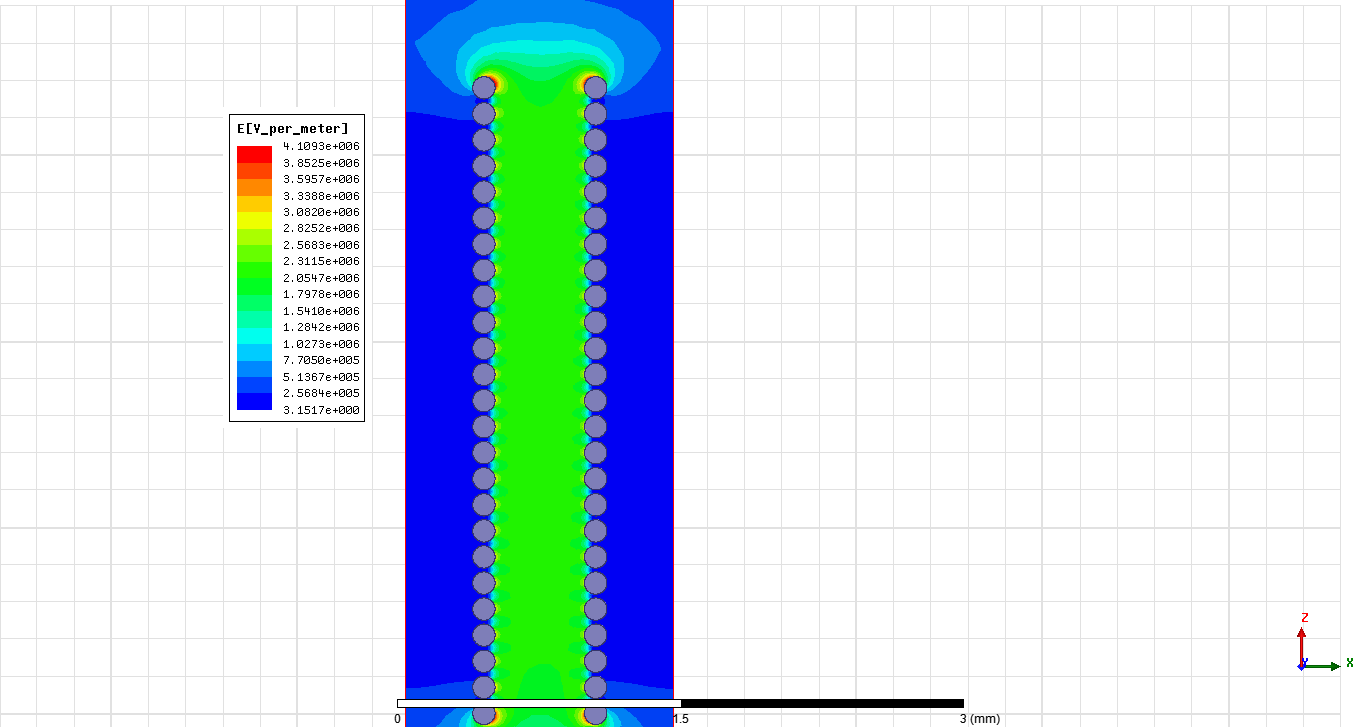 E[V_per_meter]
4.1093e+006
3.8525e+006
3.5957e+006
3.3388e+006
3.0820e+006
2.8252e+006
2.5683e+006
2.3115e+006
2.0547e+006
1.7978e+006
1.5410e+006
1.2842e+006
1.0273e+006
7.7050e+005
5.1367e+005
2.5684e+005
3.1517e+000
Z
Y
X
0
1.5
3 (mm)